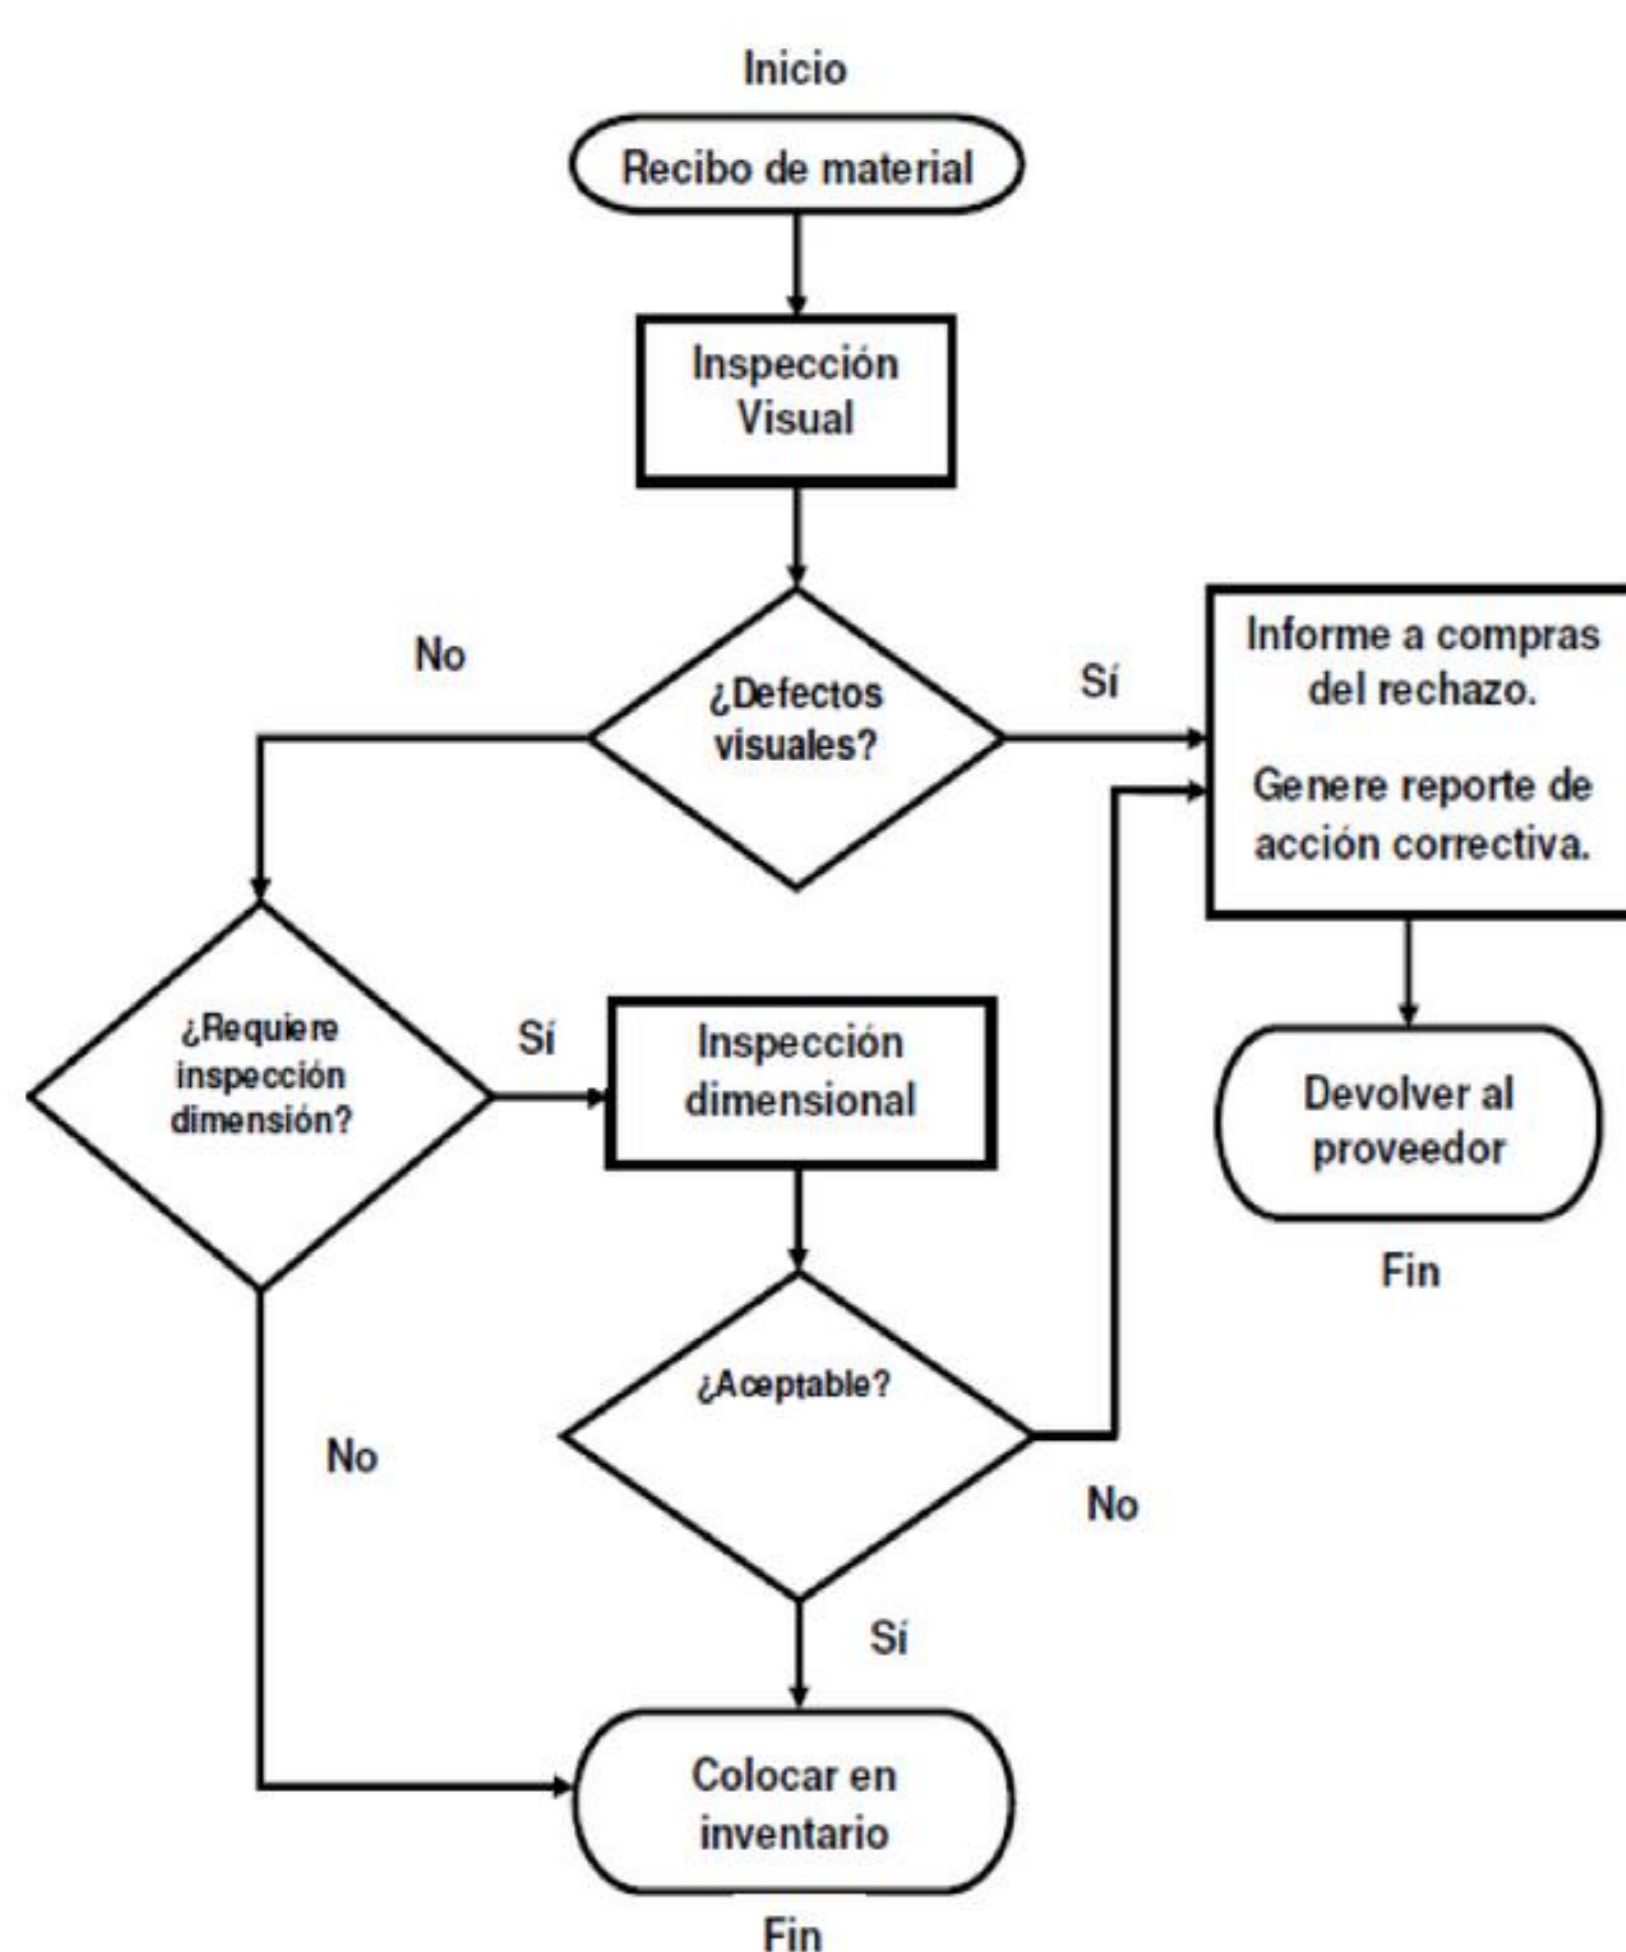 Inicio
Recibo de material
Inspección
Visual
No
¿Defectos
visuales?
Sí
Informe a compras
del rechazo.
Genere reporte de
acción correctiva.
¿Requiere
inspección
dimensión?
Sí
Inspección
dimensional
Devolver al
proveedor
Fin
¿Aceptable?
No
No
Sí
Colocar en
inventario
Fin